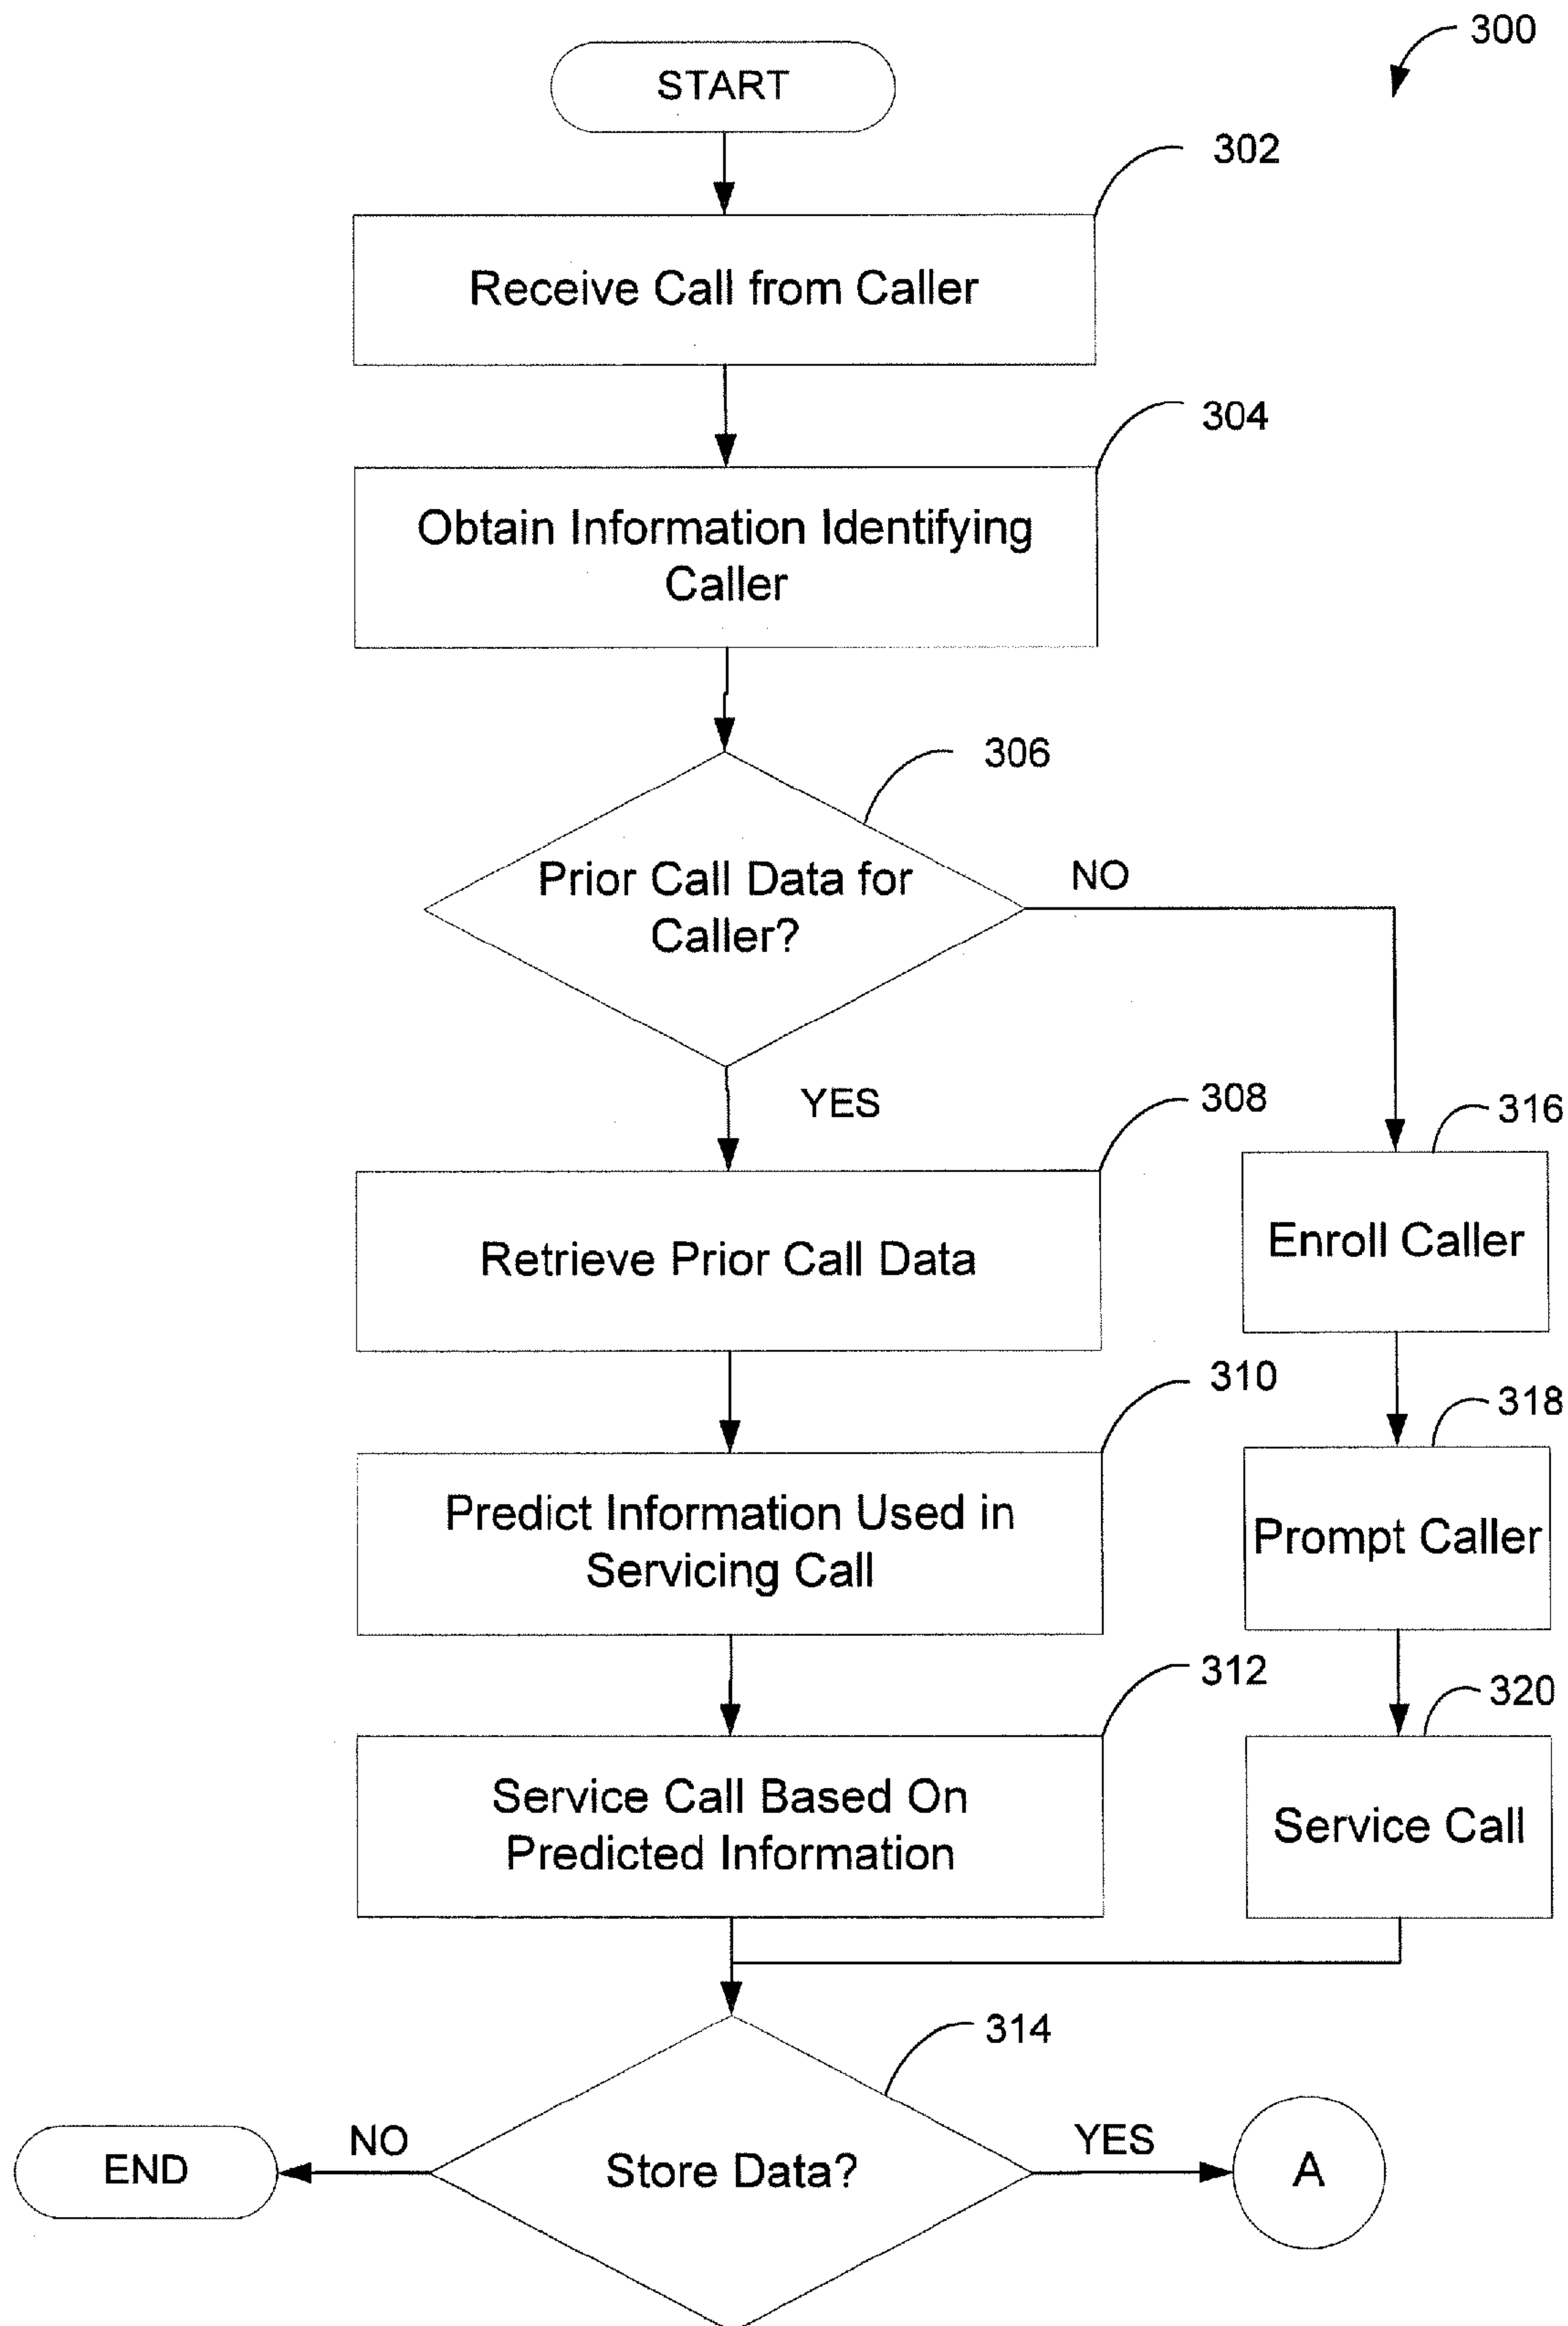 300
START
302
Receive Call from Caller
304
Obtain Information Identifying
Caller
306
Prior Call Data for
Caller?
NO
YES
308
Retrieve Prior Call Data
316
Enroll Caller
310
Predict Information Used in
Servicing Call
318
Prompt Caller
312
Service Call Based On
Predicted Information
320
Service Call
314
Store Data?
NO
END
YES
A